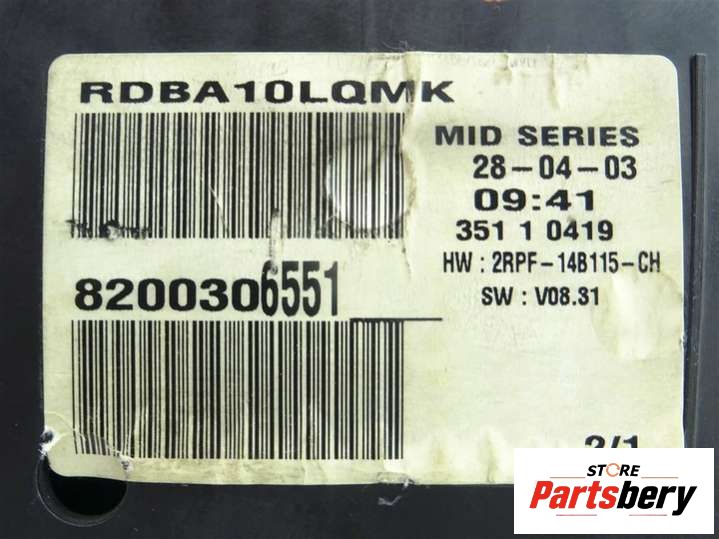 RDBA10LQMK
MID SERIES
28-04-03
09:41
351 1 0419
HW : 2RPF-14B115-CH
SW : V08.31
8200306551
2/1
STORE
Partsbery